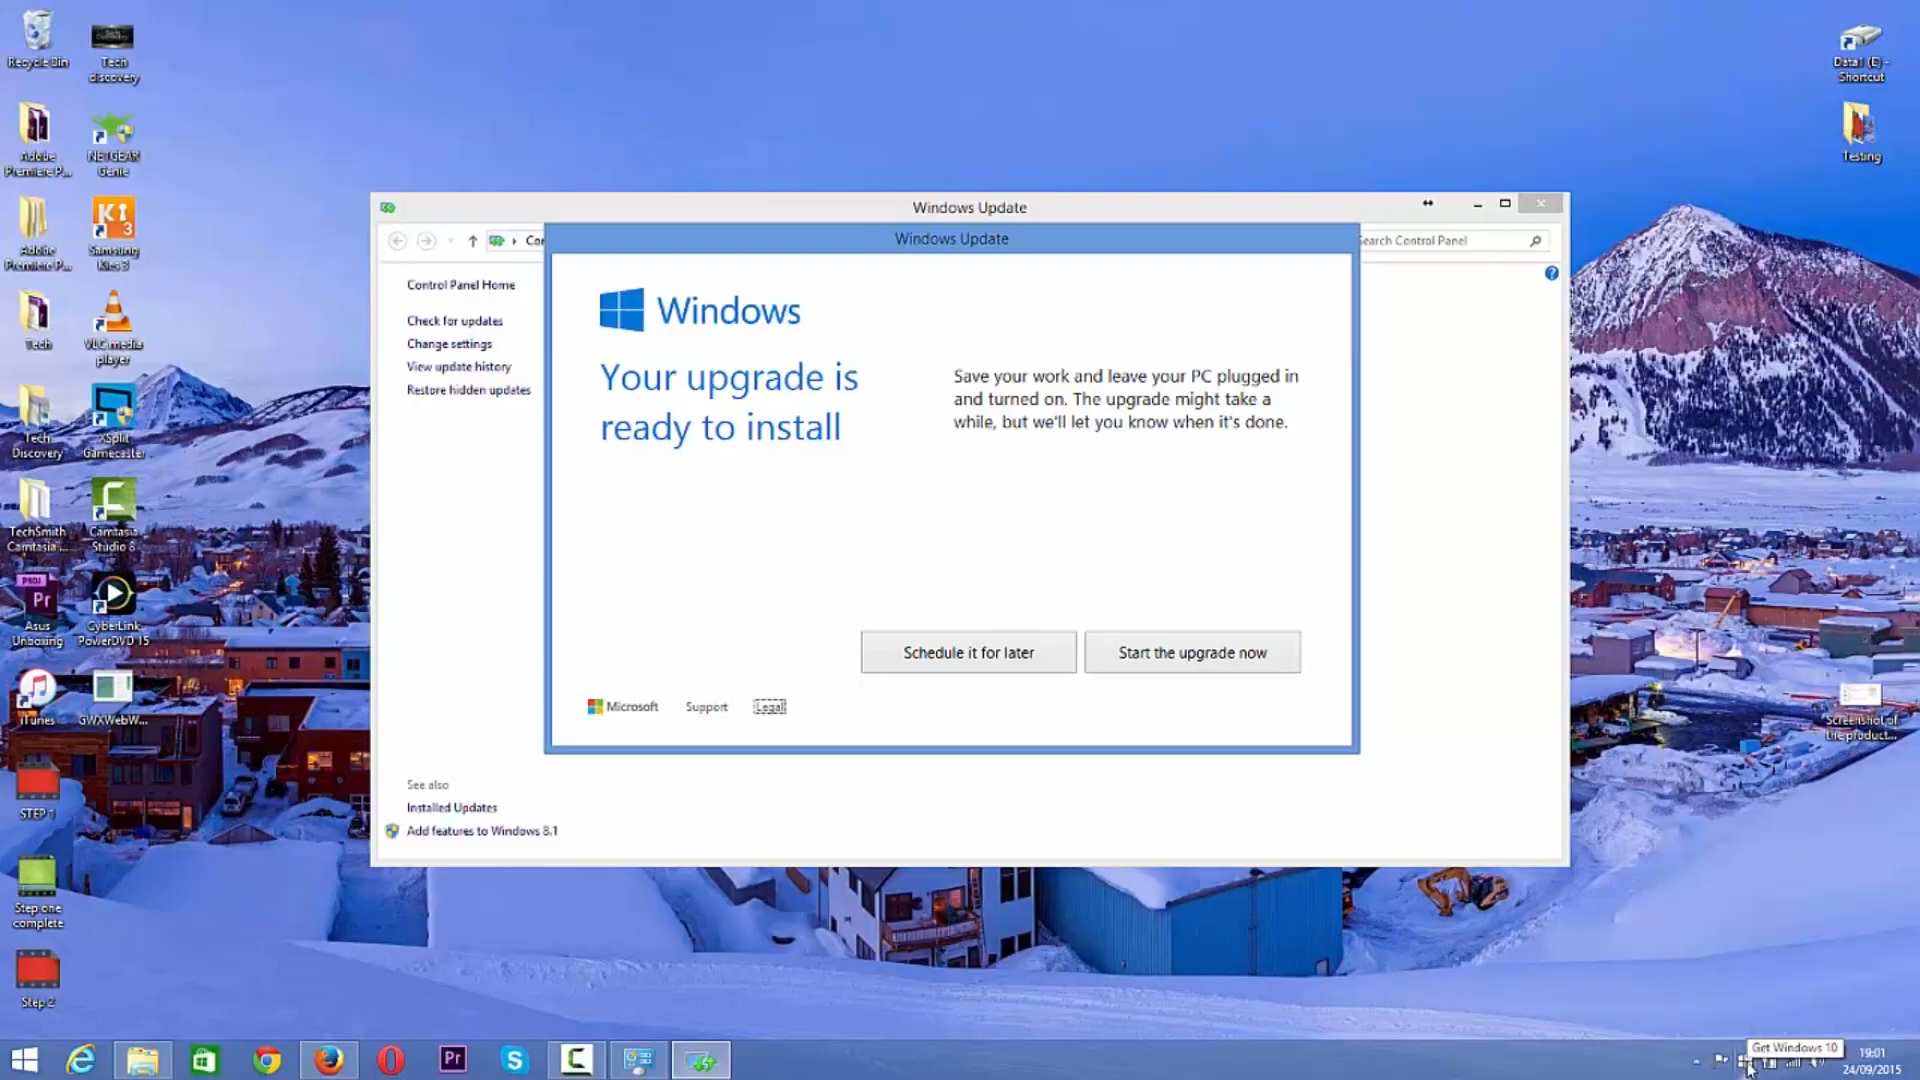 Recycle Bin
Tech
discovery
Adobe
Premiere P...
NETGEAR
Genie
Adobe
Premiere P...
Samsung
Kies 3
Tech
VLC media
player
Tech
Discovery
XSplit
Gamecaster
TechSmith
Camtasia ...
Camtasia
Studio 8
PROJ
Pr
Asus
Unboxing
CyberLink
PowerDVD 15
iTunes
GWXWebW...
STEP 1
Step one
complete
Step 2
Data1 (E) -
Shortcut
Testing
Screenshot of
the product...
Windows Update
Con
Search Control Panel
Control Panel Home
Check for updates
Change settings
View update history
Restore hidden updates
See also
Installed Updates
Add features to Windows 8.1
Windows Update
Windows
Your upgrade is
ready to install
Save your work and leave your PC plugged in
and turned on. The upgrade might take a
while, but we'll let you know when it's done.
Schedule it for later
Start the upgrade now
Microsoft
Support
Legal
Pr
Get Windows 10
19:01
24/09/2015